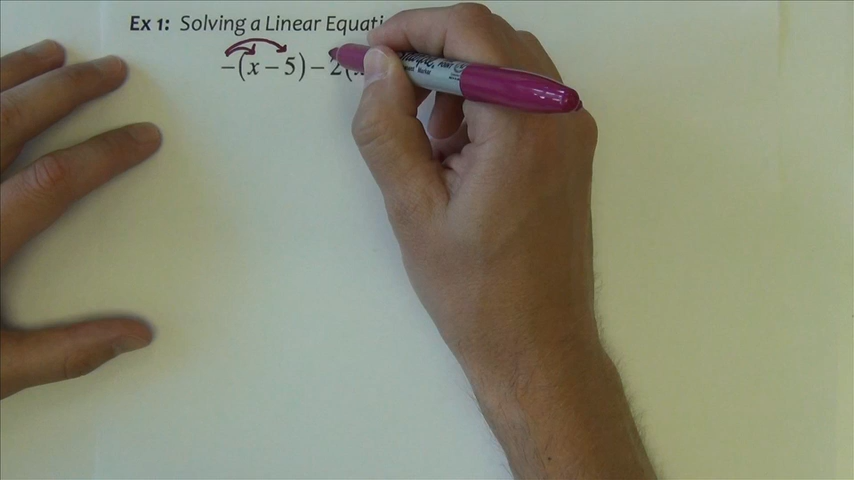 Ex 1: Solving a Linear Equati
−(x − 5) − 2(